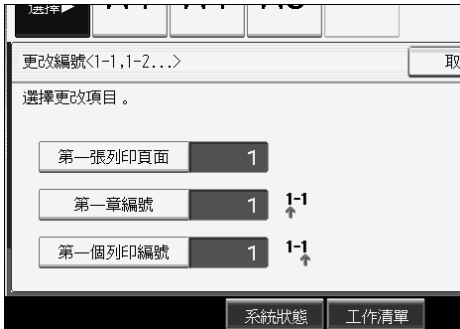 選擇►
更改編號<1-1,1-2...>
取
選擇更改項目。
第一張列印頁面 1
第一章編號 1 1-1
第一個列印編號 1 1-1
系統狀態 工作清單